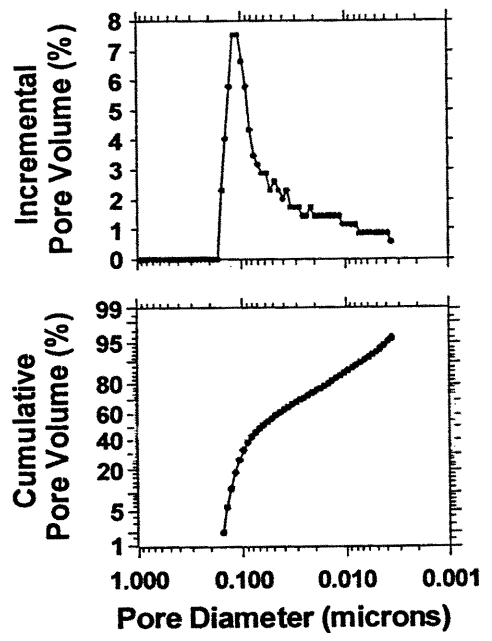 Incremental
Pore Volume (%)
8
7
6
5
4
3
2
1
0
Cumulative
Pore Volume (%)
99
95
80
60
40
20
5
1
1.000 0.100 0.010 0.001
Pore Diameter (microns)